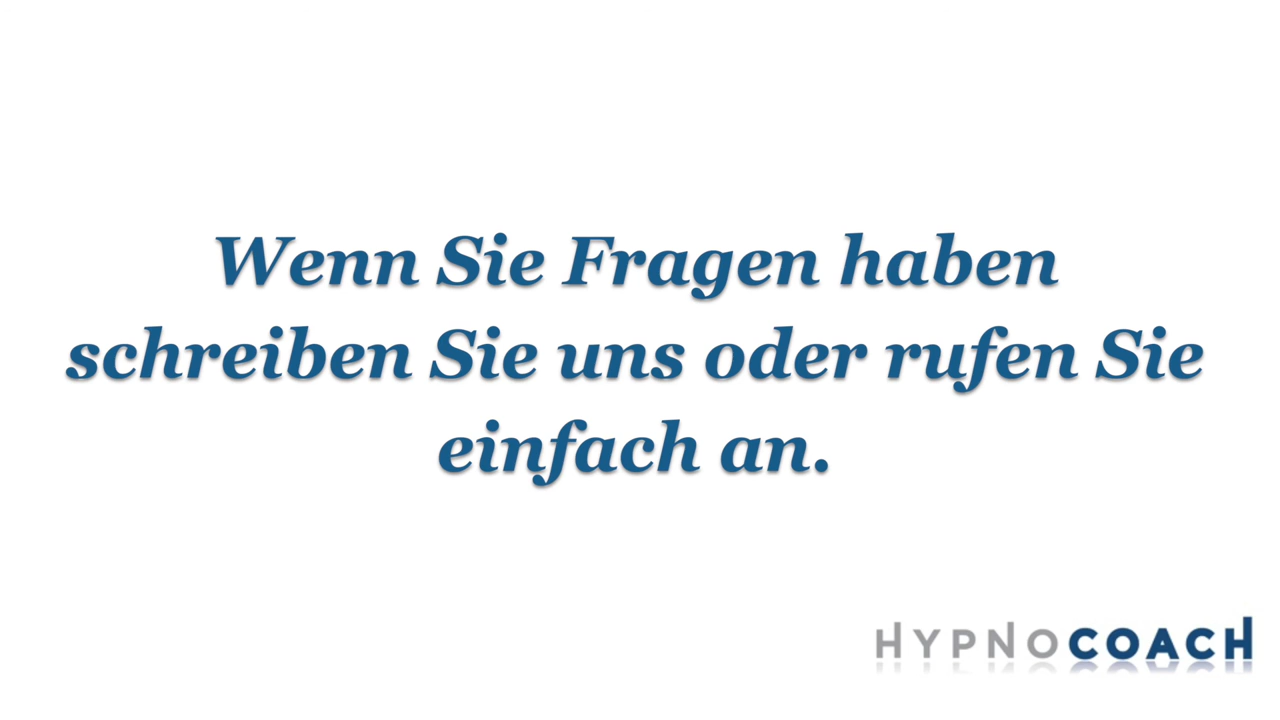 Wenn Sie Fragen haben
schreiben Sie uns oder rufen Sie
einfach an.
HYPNOCOACH